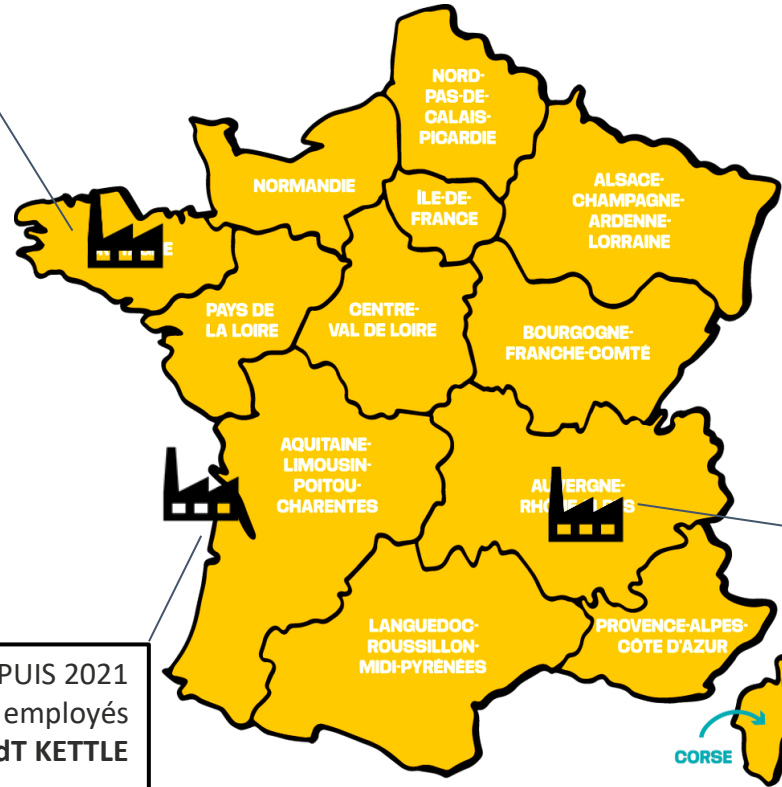 NORD-
PAS-DE-
CALAIS-
PICARDIE
NORMANDIE
ÎLE-DE-
FRANCE
ALSACE-
CHAMPAGNE-
ARDENNE-
LORRAINE
PAYS DE
LA LOIRE
CENTRE-
VAL DE LOIRE
BOURGOGNE-
FRANCHE-COMTÉ
AQUITAINE-
LIMOUSIN-
POITOU-
CHARENTES
LANGUEDOC-
ROUSSILLON-
MIDI-PYRÉNÉES
PROVENCE-ALPES-
CÔTE D'AZUR
CORSE
PUIS 2021
employés
dT KETTLE